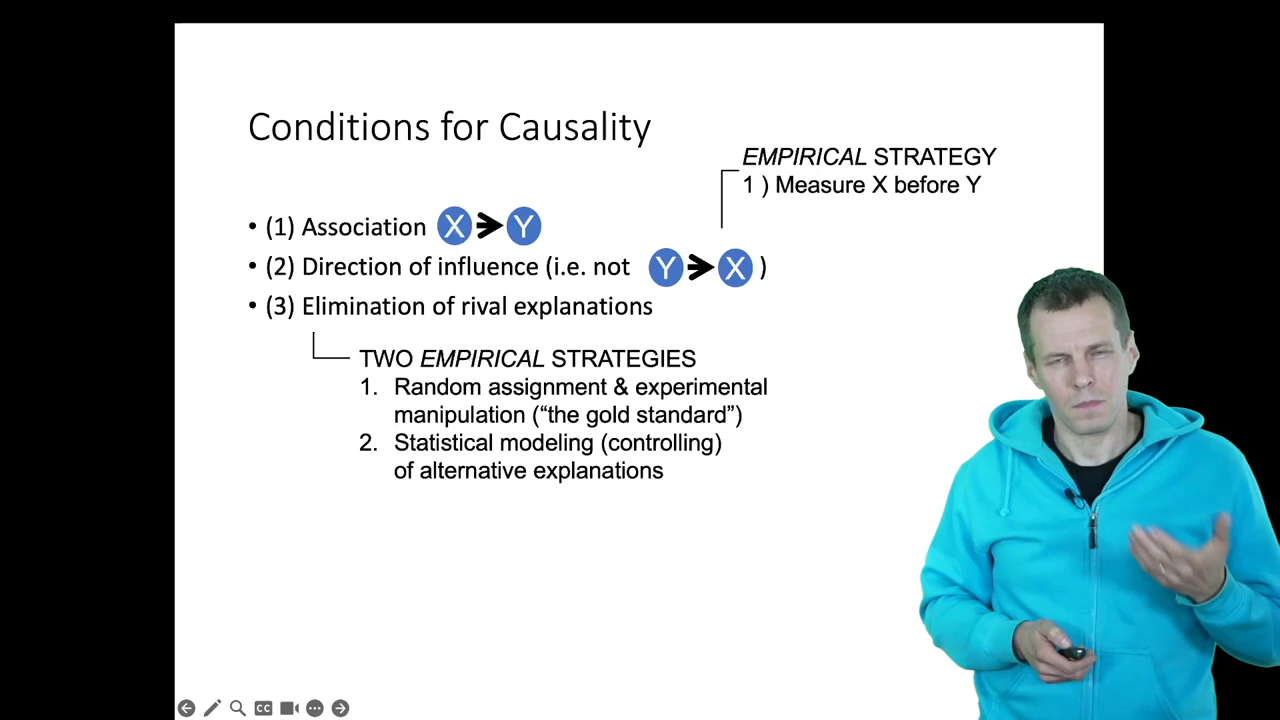 Conditions for Causality
EMPIRICAL STRATEGY
1 ) Measure X before Y
• (1) Association X Y
• (2) Direction of influence (i.e. not Y X )
• (3) Elimination of rival explanations
TWO EMPIRICAL STRATEGIES
1. Random assignment & experimental
manipulation (“the gold standard”)
2. Statistical modeling (controlling)
of alternative explanations
CC